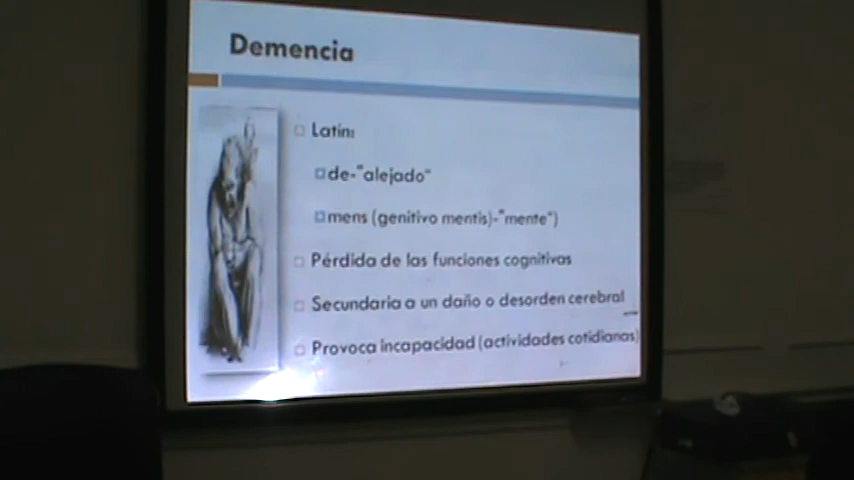 Demencia
Latín:
de-"alejado"
mens (genitivo mentis)-"mente")
Pérdida de las funciones cognitivas
Secundaria a un daño o desorden cerebral
Provoca incapacidad (actividades cotidianas)